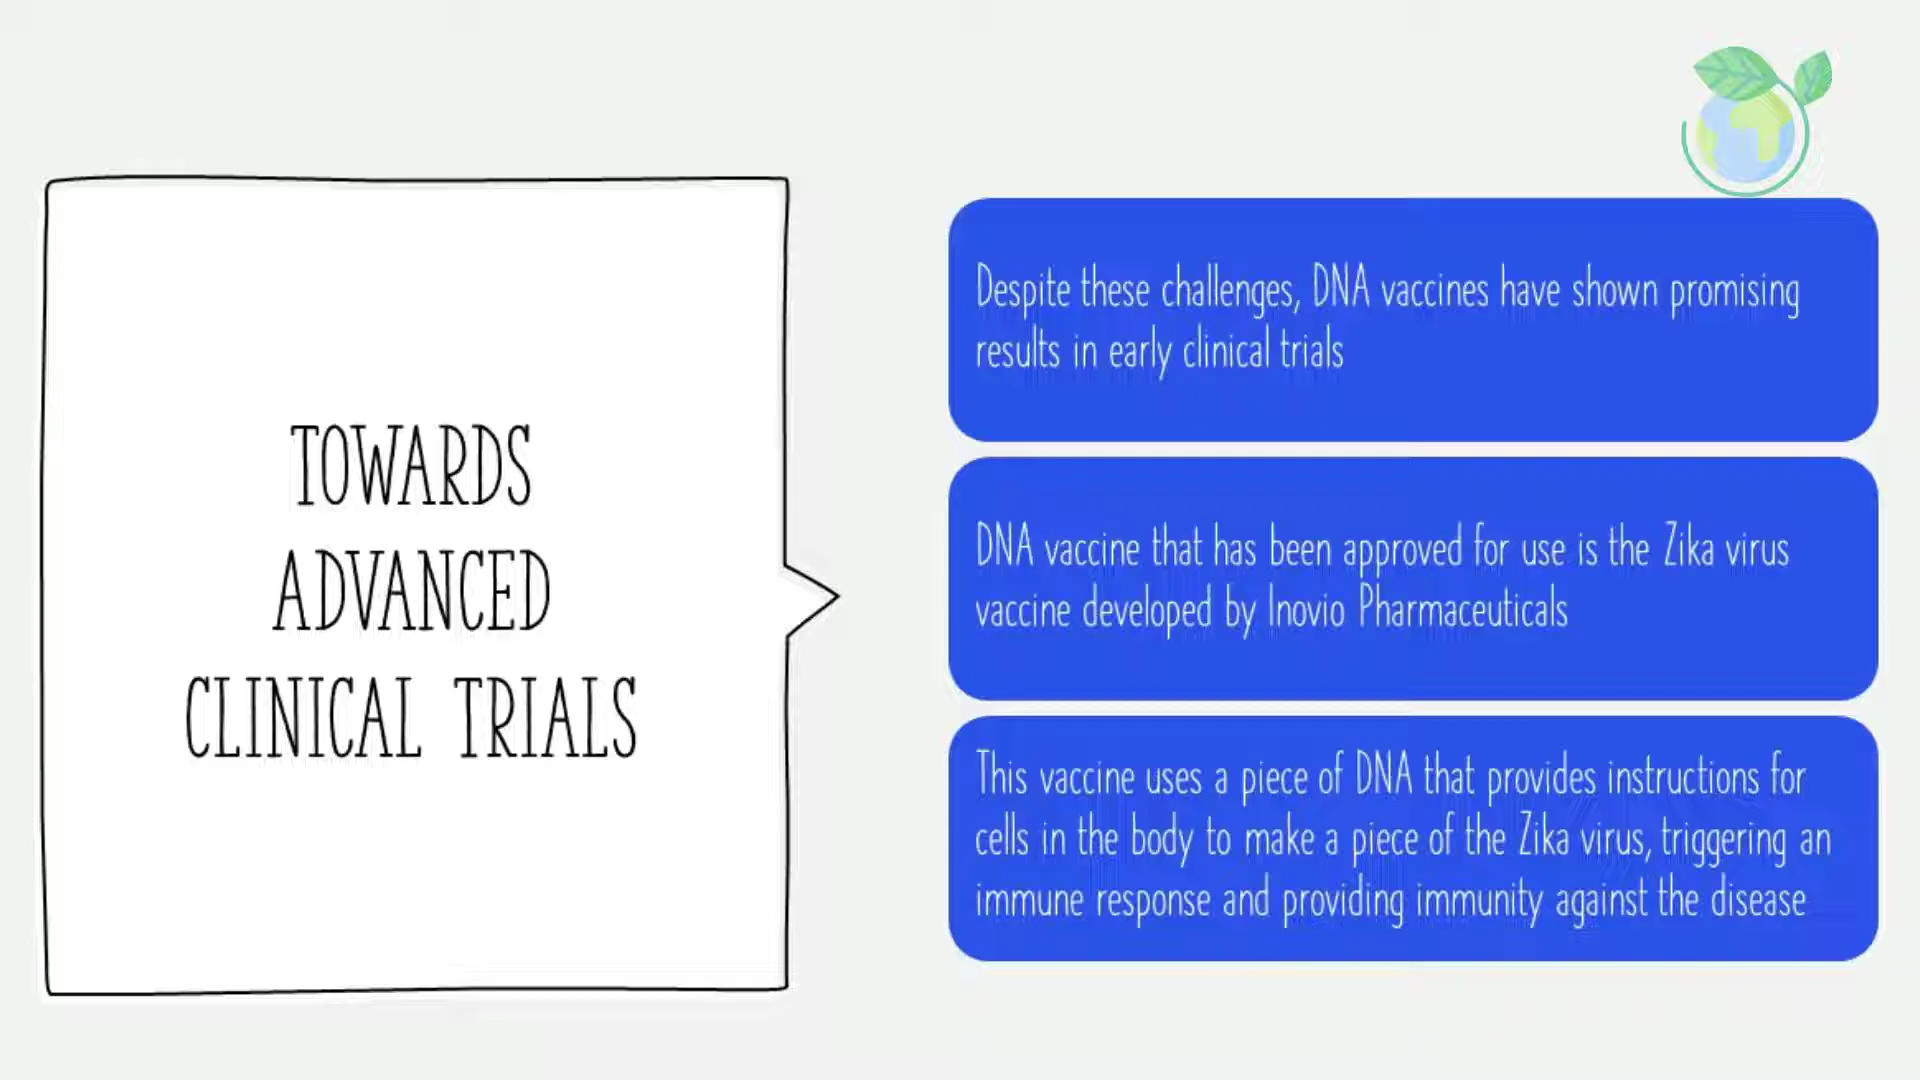 TOWARDS
ADVANCED
CLINICAL TRIALS
Despite these challenges, DNA vaccines have shown promising
results in early clinical trials
DNA vaccine that has been approved for use is the Zika virus
vaccine developed by Inovio Pharmaceuticals
This vaccine uses a piece of DNA that provides instructions for
cells in the body to make a piece of the Zika virus, triggering an
immune response and providing immunity against the disease